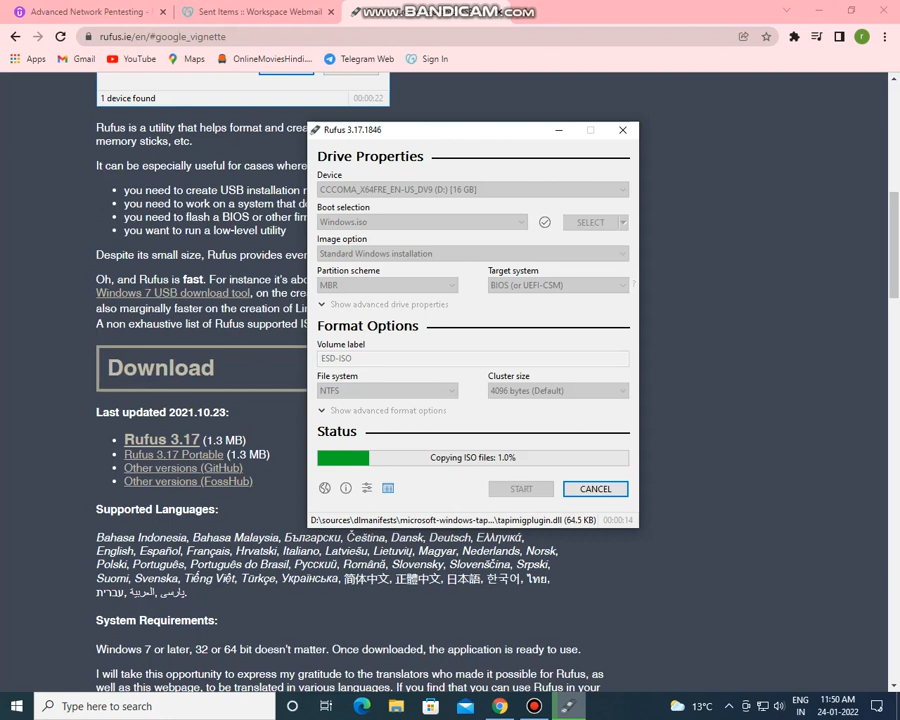 Advanced Network Pentesting -
Sent Items :: Workspace Webmail
www.BANDICAM.com
rufus.ie/en/#google_vignette
r
Apps
Gmail
YouTube
Maps
OnlineMoviesHindi....
Telegram Web
Sign In
1 device found
00:00:22
Rufus is a utility that helps format and crea
memory sticks, etc.
It can be especially useful for cases where
you need to create USB installation
you need to work on a system that d
you need to flash a BIOS or other fir
you want to run a low-level utility
Despite its small size, Rufus provides eve
Oh, and Rufus is fast. For instance it's abo
Windows 7 USB download tool, on the cre
also marginally faster on the creation of Li
A non exhaustive list of Rufus supported I
Download
Last updated 2021.10.23:
Rufus 3.17 (1.3 MB)
Rufus 3.17 Portable (1.3 MB)
Other versions (GitHub)
Other versions (FossHub)
Supported Languages:
Bahasa Indonesia, Bahasa Malaysia, Български, Čeština, Dansk, Deutsch, Ελληνικά,
English, Español, Français, Hrvatski, Italiano, Latviešu, Lietuvių, Magyar, Nederlands, Norsk,
Polski, Português, Português do Brasil, Русский, Română, Slovensky, Slovenščina, Srpski,
Suomi, Svenska, Tiếng Việt, Türkçe, Українська, 简体中文, 正體中文, 日本語, 한국어, ไทย,
עברית, العربية, پارسی.
System Requirements:
Windows 7 or later, 32 or 64 bit doesn't matter. Once downloaded, the application is ready to use.
I will take this opportunity to express my gratitude to the translators who made it possible for Rufus, as
well as this webpage, to be translated in various languages. If you find that you can use Rufus in your
Rufus 3.17.1846
Drive Properties
Device
CCCOMA_X64FRE_EN-US_DV9 (D:) [16 GB]
Boot selection
Windows.iso
SELECT
Image option
Standard Windows installation
Partition scheme
Target system
MBR
BIOS (or UEFI-CSM)
?
Show advanced drive properties
Format Options
Volume label
ESD-ISO
File system
Cluster size
NTFS
4096 bytes (Default)
Show advanced format options
Status
Copying ISO files: 1.0%
START
CANCEL
D:\sources\dlmanifests\microsoft-windows-tap...\tapimigplugin.dll (64.5 KB)
00:00:14
Type here to search
13°C
ENG
IN
11:50 AM
24-01-2022